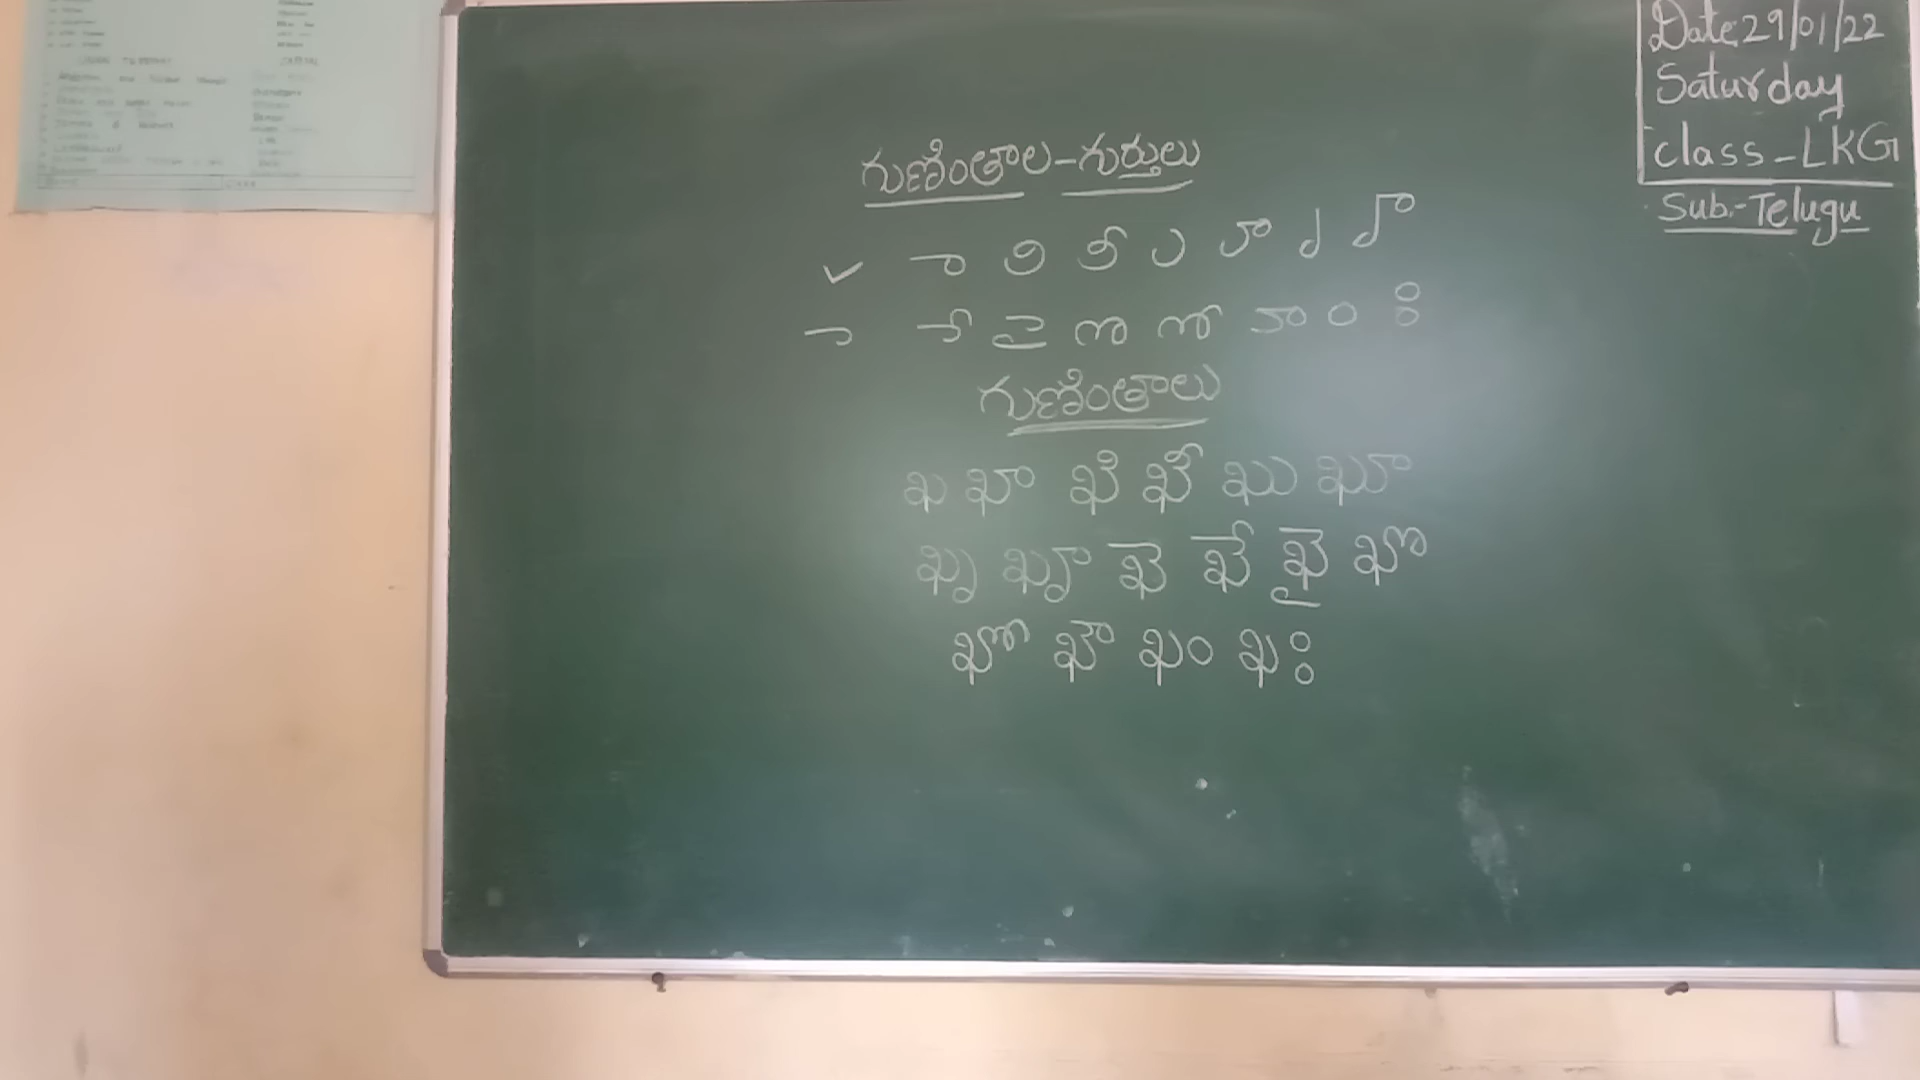 Date 29/01/22
Saturday
class - LKG
Sub:- Telugu
గుణింతాల - గుర్తులు
✓ ా ి ీ ు ూ ృ ౄ
ె ే ై ొ ో ౌ ం ః
గుణింతాలు
ఖ ఖా ఖి ఖీ ఖు ఖూ
ఖృ ఖౄ ఖె ఖే ఖై ఖొ
ఖో ఖౌ ఖం ఖః